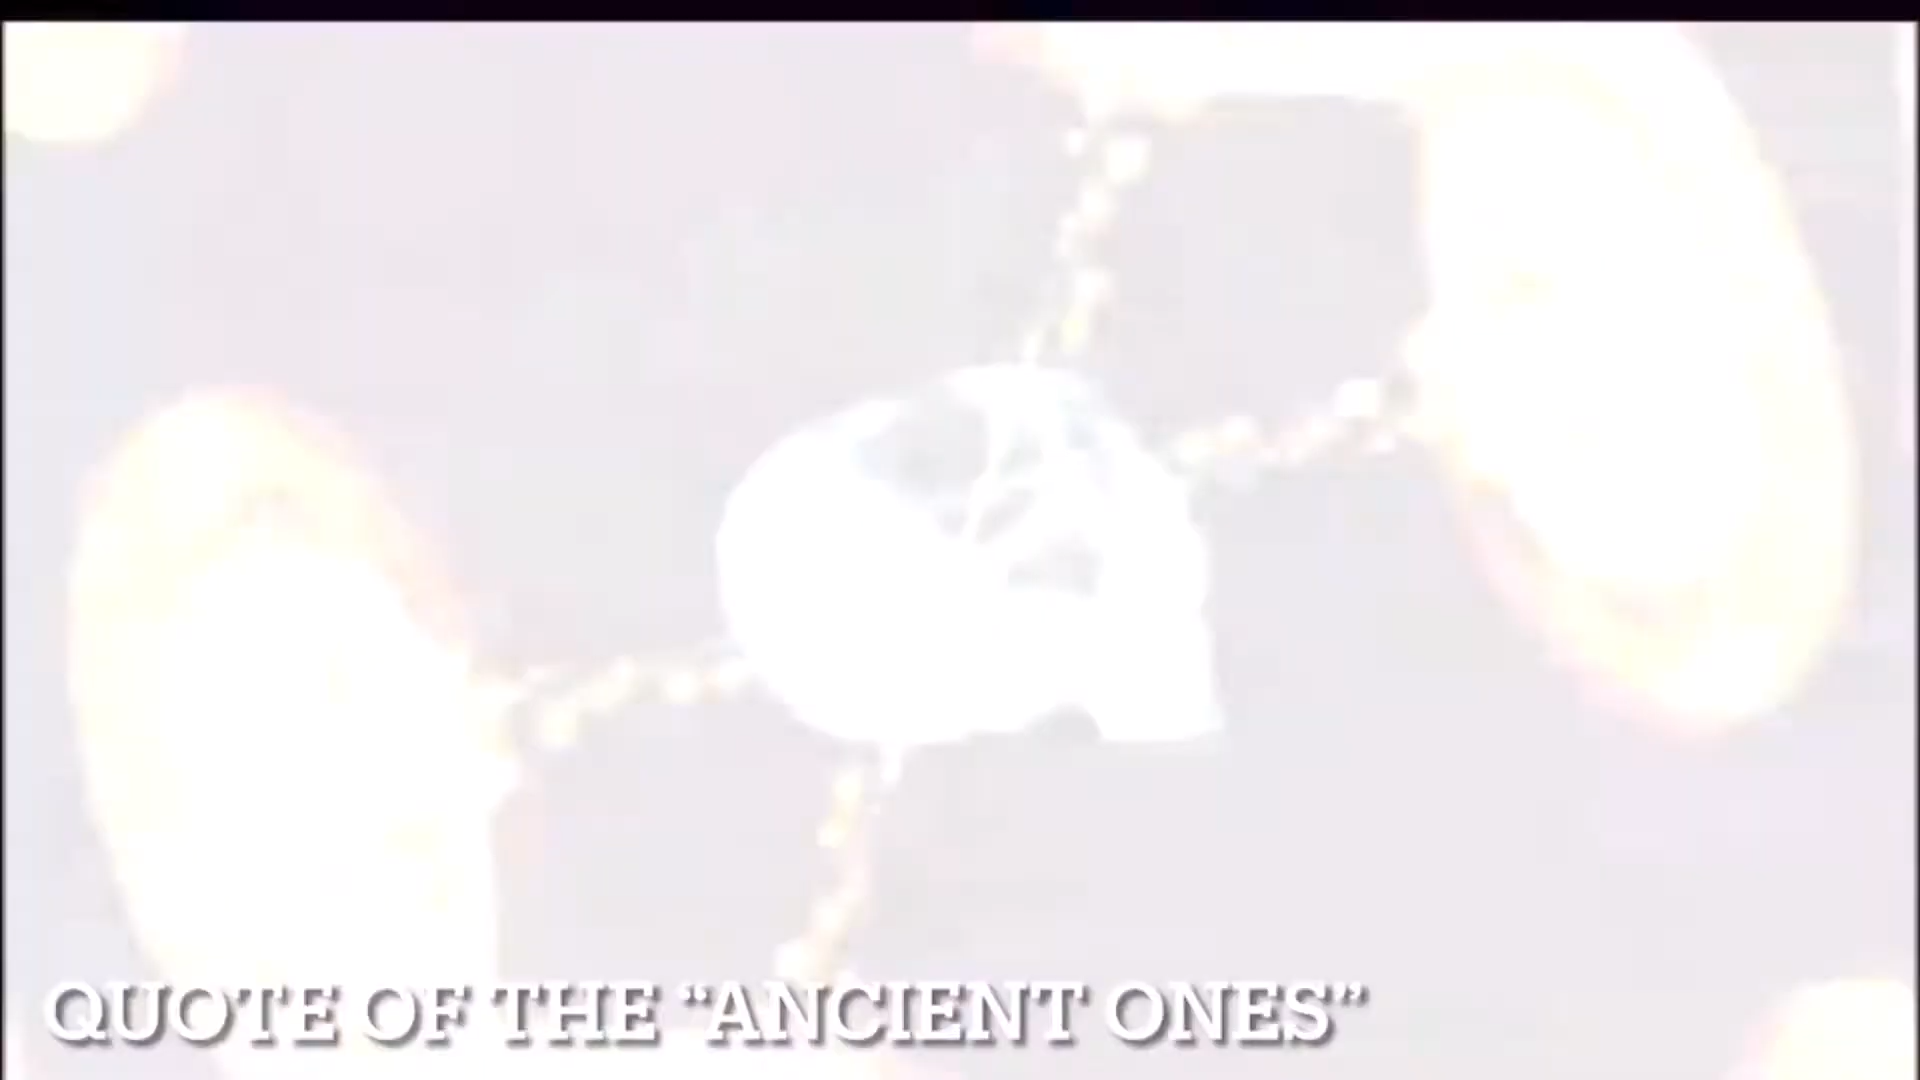 QUOTE OF THE “ANCIENT ONES”